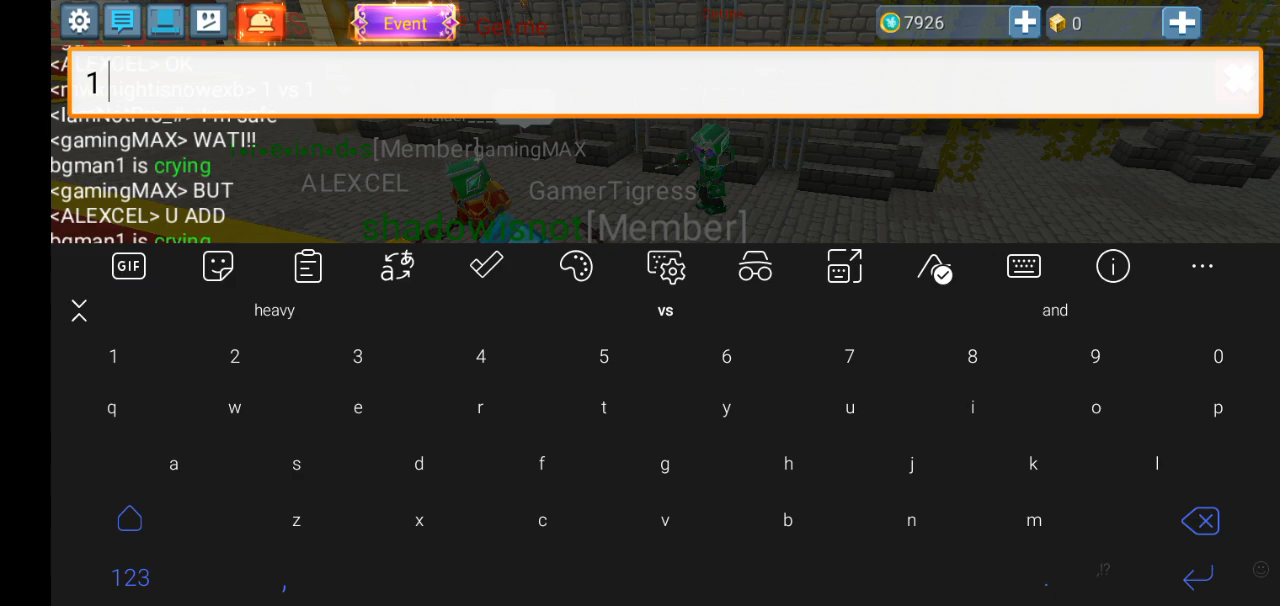 Event
Get me
7926
0
<ALEXCEL> OK
1
1 vs 1
<gamingMAX> WATI!!
[Member]gamingMAX
bgman1 is crying
ALEXCEL
<gamingMAX> BUT
GamerTigress
<ALEXCEL> U ADD
[Member]
bgman1 is crying
GIF
heavy
vs
and
1 2 3 4 5 6 7 8 9 0
q w e r t y u i o p
a s d f g h j k l
z x c v b n m
123 , . ,!?